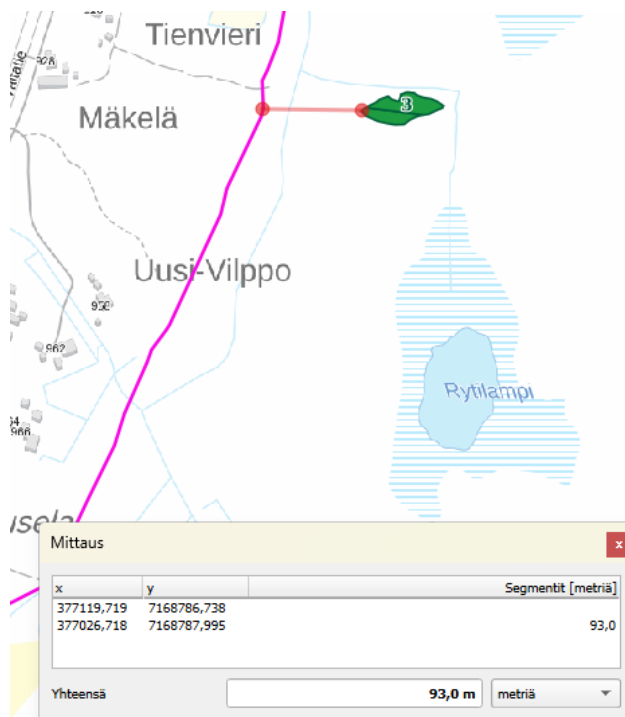 Tienvieri
928
3
Mäkelä
Uusi-Vilppo
958
962
Rytilampi
966
Mittaus
x
x y Segmentit [metriä]
377119,719 7168786,738
377026,718 7168787,995 93,0
Yhteensä 93,0 m metriä